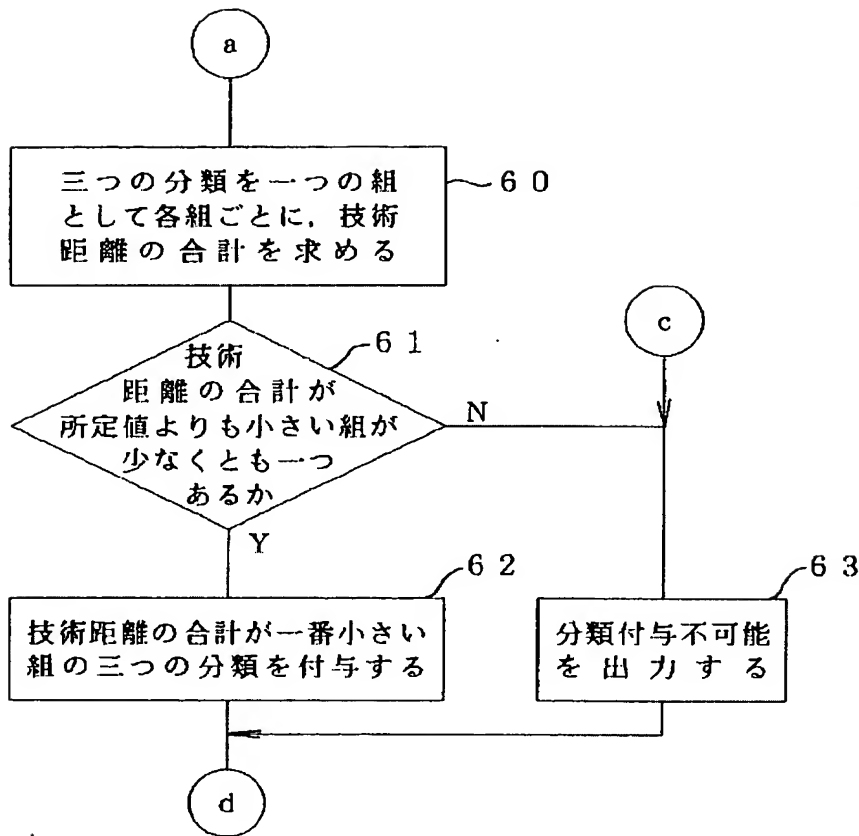 a
三つの分類を一つの組
として各組ごとに，技術
距離の合計を求める
60
c
技術
距離の合計が
所定値よりも小さい組が
少なくとも一つ
あるか
61
N
Y
技術距離の合計が一番小さい
組の三つの分類を付与する
62
分類付与不可能
を出力する
63
d